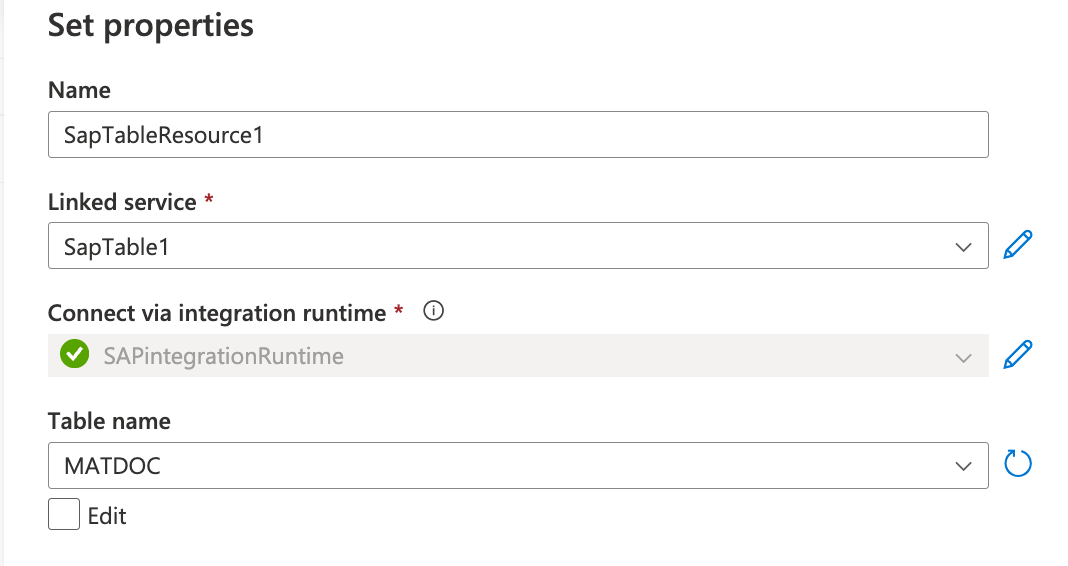 Set properties
Name
SapTableResource1
Linked service *
SapTable1
Connect via integration runtime *
SAPintegrationRuntime
Table name
MATDOC
Edit